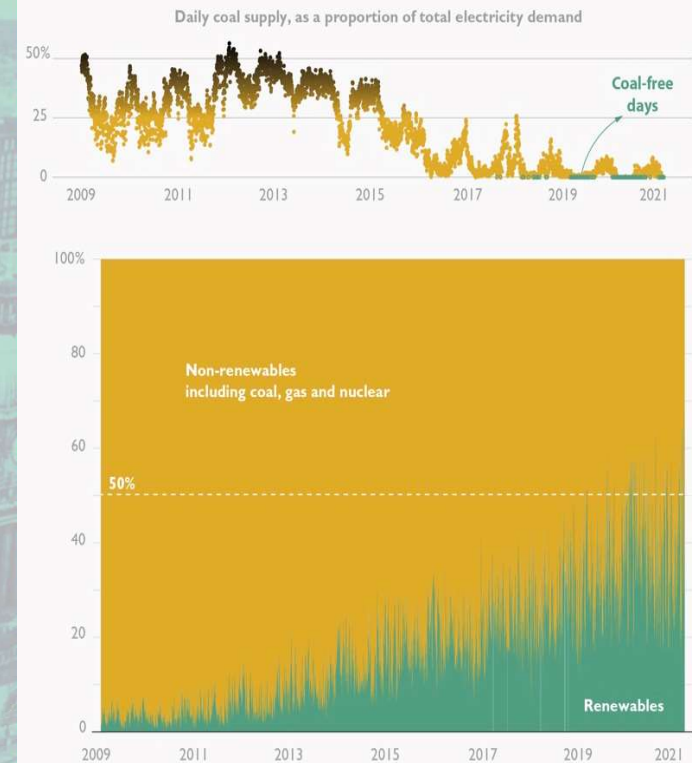 Daily coal supply, as a proportion of total electricity demand
50%
25
0
Coal-free
days
2009 2011 2013 2015 2017 2019 2021
100%
80
60
40
20
0
Non-renewables
including coal, gas and nuclear
50%
Renewables
2009 2011 2013 2015 2017 2019 2021